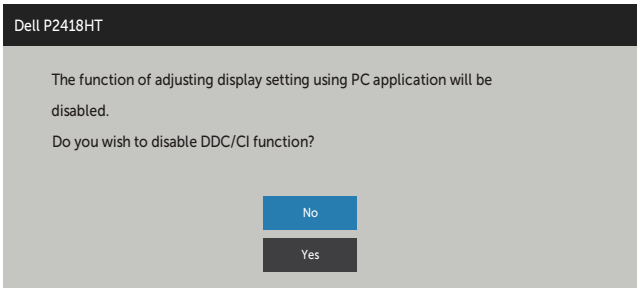 Dell P2418HT
The function of adjusting display setting using PC application will be
disabled.
Do you wish to disable DDC/CI function?
No
Yes